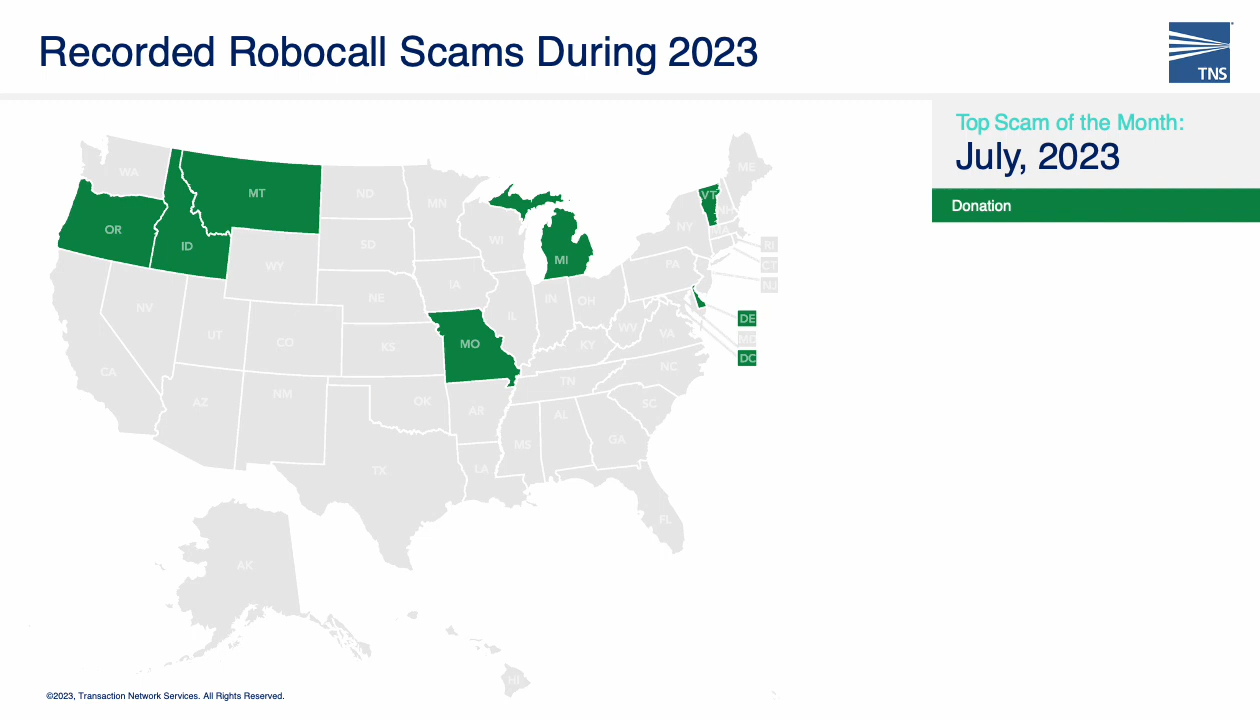 Recorded Robocall Scams During 2023
TNS
Top Scam of the Month:
July, 2023
Donation
WA
MT
ND
MN
ME
VT
NH
OR
ID
SD
WI
NY
MA
RI
WY
MI
CT
PA
NJ
NV
NE
IA
IN
OH
IL
DE
UT
CO
KS
MO
KY
WV
VA
MD
DC
CA
AZ
NM
OK
AR
TN
NC
SC
MS
AL
GA
TX
LA
FL
AK
HI
©2023, Transaction Network Services. All Rights Reserved.